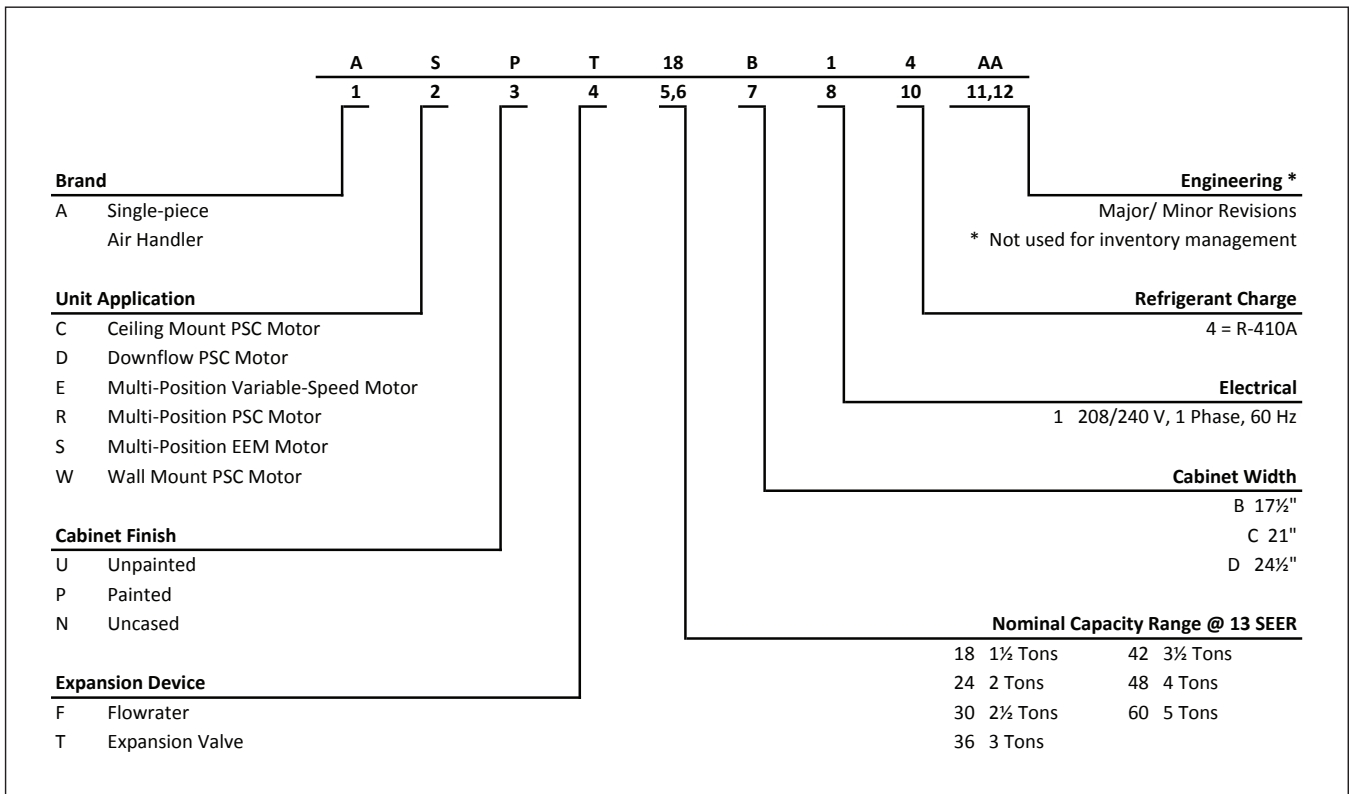 A S P T 18 B 1 4 AA
1 2 3 4 5,6 7 8 10 11,12
Brand
A Single-piece
Air Handler
Unit Application
C Ceiling Mount PSC Motor
D Downflow PSC Motor
E Multi-Position Variable-Speed Motor
R Multi-Position PSC Motor
S Multi-Position EEM Motor
W Wall Mount PSC Motor
Cabinet Finish
U Unpainted
P Painted
N Uncased
Expansion Device
F Flowrater
T Expansion Valve
Engineering *
Major/ Minor Revisions
* Not used for inventory management
Refrigerant Charge
4 = R-410A
Electrical
1 208/240 V, 1 Phase, 60 Hz
Cabinet Width
B 17½"
C 21"
D 24½"
Nominal Capacity Range @ 13 SEER
18 1½ Tons 42 3½ Tons
24 2 Tons 48 4 Tons
30 2½ Tons 60 5 Tons
36 3 Tons